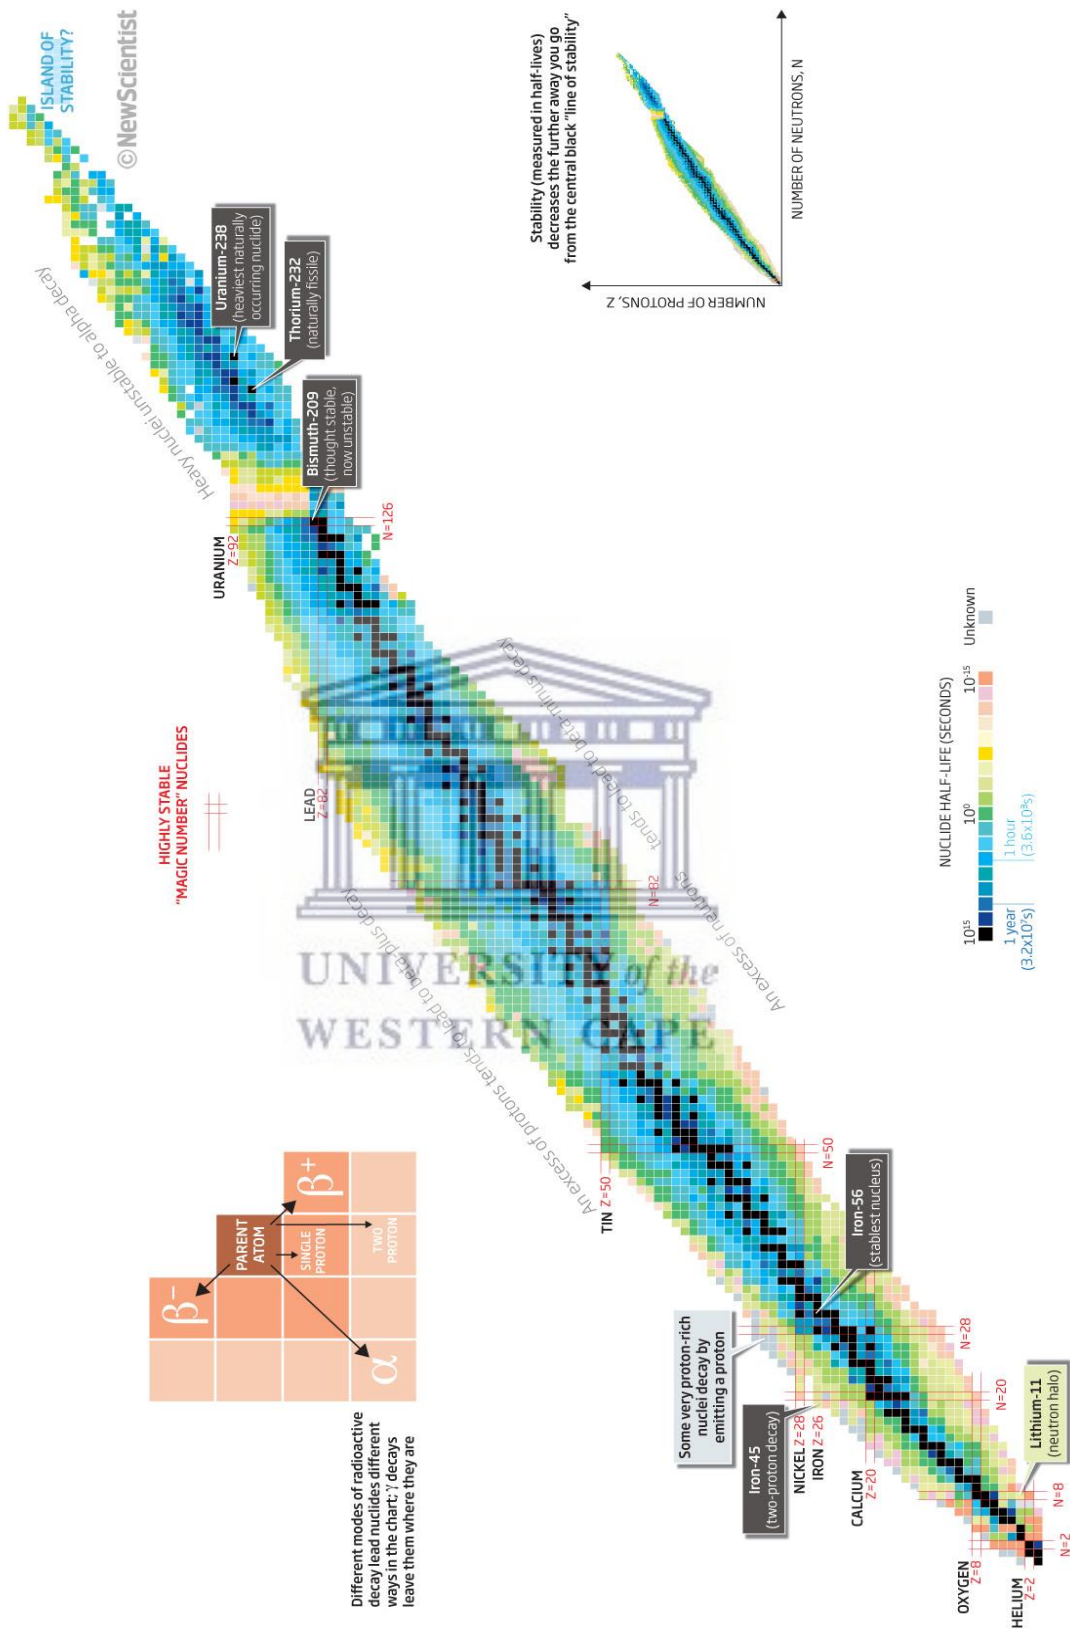 ISLAND OF
STABILITY?
©NewScientist
Heavy nuclei unstable to alpha decay
Uranium-238
(heaviest naturally
occurring nuclide)
Thorium-232
(naturally fissile)
Bismuth-209
(thought stable,
now unstable)
URANIUM
Z=92
N=126
HIGHLY STABLE
"MAGIC NUMBER" NUCLIDES
LEAD
Z=82
N=82
An excess of protons tends to lead to beta-plus decay
An excess of neutrons tends to lead to beta-minus decay
UNIVERSITY of the
WESTERN CAPE
TIN Z=50
N=50
Different modes of radioactive
decay lead nuclides different
ways in the chart; γ decays
leave them where they are
β−
PARENT
ATOM
SINGLE
PROTON
β+
α
TWO
PROTON
Some very proton-rich
nuclei decay by
emitting a proton
Iron-45
(two-proton decay)
Iron-56
(stablest nucleus)
NICKEL Z=28
IRON Z=26
N=28
CALCIUM
Z=20
N=20
Lithium-11
(neutron halo)
OXYGEN
Z=8
N=8
HELIUM
Z=2
N=2
Stability (measured in half-lives)
decreases the further away you go
from the central black "line of stability"
NUMBER OF PROTONS, Z
NUMBER OF NEUTRONS, N
NUCLIDE HALF-LIFE (SECONDS)
10¹⁵
10⁰
10⁻¹⁵
Unknown
1 year
(3.2x10⁷s)
1 hour
(3.6x10³s)